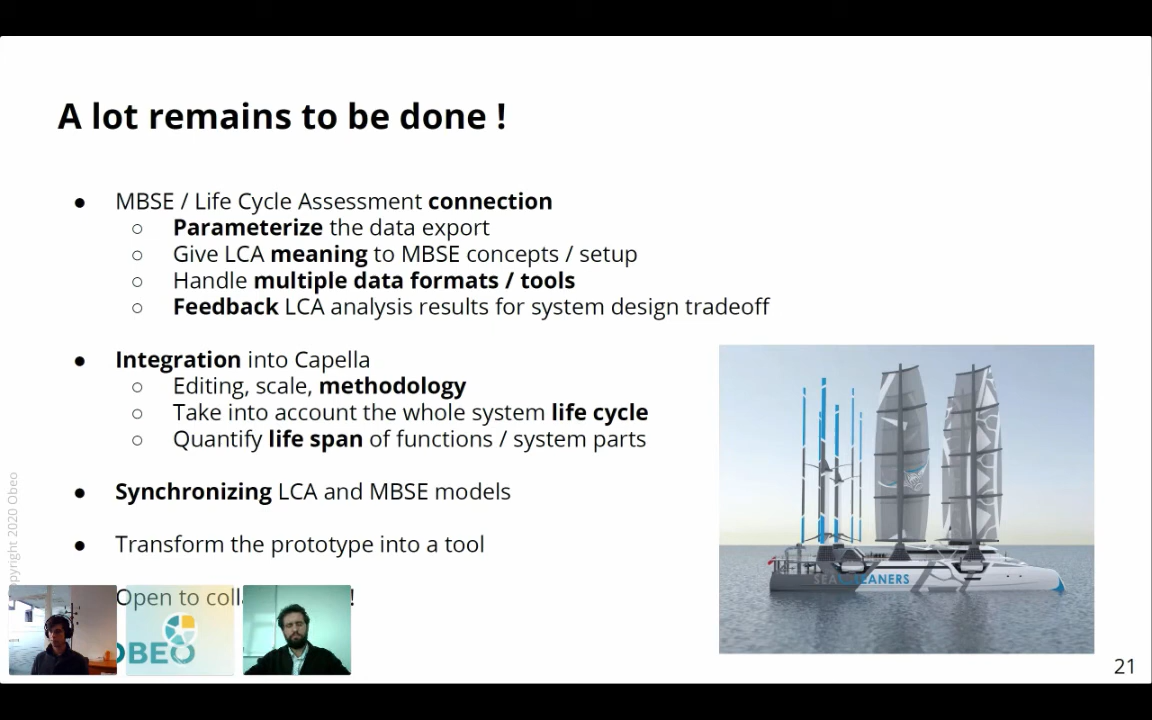 A lot remains to be done !
● MBSE / Life Cycle Assessment connection
○ Parameterize the data export
○ Give LCA meaning to MBSE concepts / setup
○ Handle multiple data formats / tools
○ Feedback LCA analysis results for system design tradeoff
● Integration into Capella
○ Editing, scale, methodology
○ Take into account the whole system life cycle
○ Quantify life span of functions / system parts
● Synchronizing LCA and MBSE models
● Transform the prototype into a tool
Open to coll !
opyright 2020 Obeo
OBEO
SEA CLEANERS
21